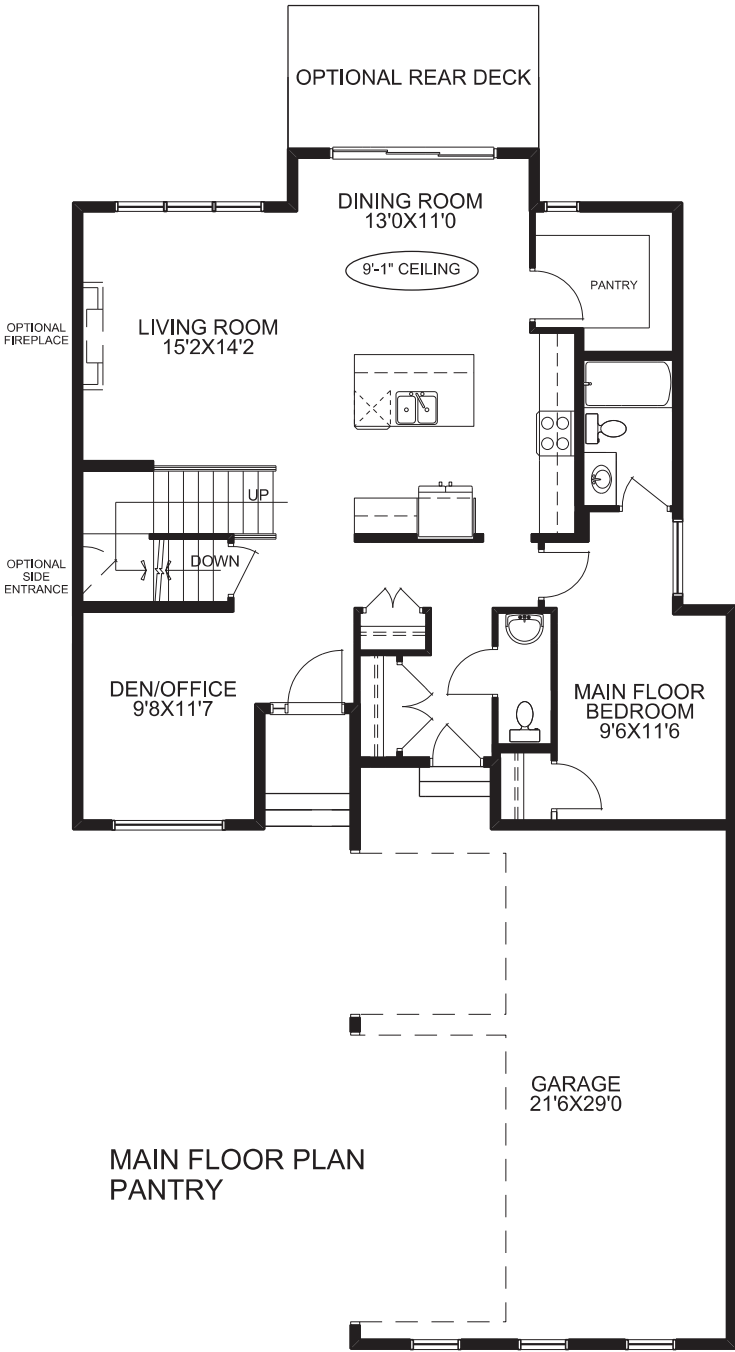 OPTIONAL REAR DECK
DINING ROOM
13'0X11'0
9'-1" CEILING
PANTRY
LIVING ROOM
15'2X14'2
OPTIONAL
FIREPLACE
UP
DOWN
OPTIONAL
SIDE
ENTRANCE
DEN/OFFICE
9'8X11'7
MAIN FLOOR
BEDROOM
9'6X11'6
GARAGE
21'6X29'0
MAIN FLOOR PLAN
PANTRY